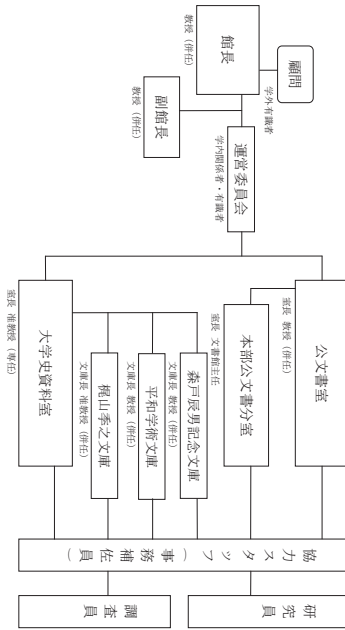 顧問
学外有識者
館長
教授（併任）
副館長
教授（併任）
運営委員会
学内関係者・有識者
公文書室
室長 教授（併任）
本部公文書分室
室長 文書館主任
森戸辰男記念文庫
文庫長 教授（併任）
平和学術文庫
文庫長 教授（併任）
梶山季之文庫
文庫長 准教授（併任）
大学史資料室
室長 准教授（専任）
協力スタッフ（事務補佐員）
研究員
調査員